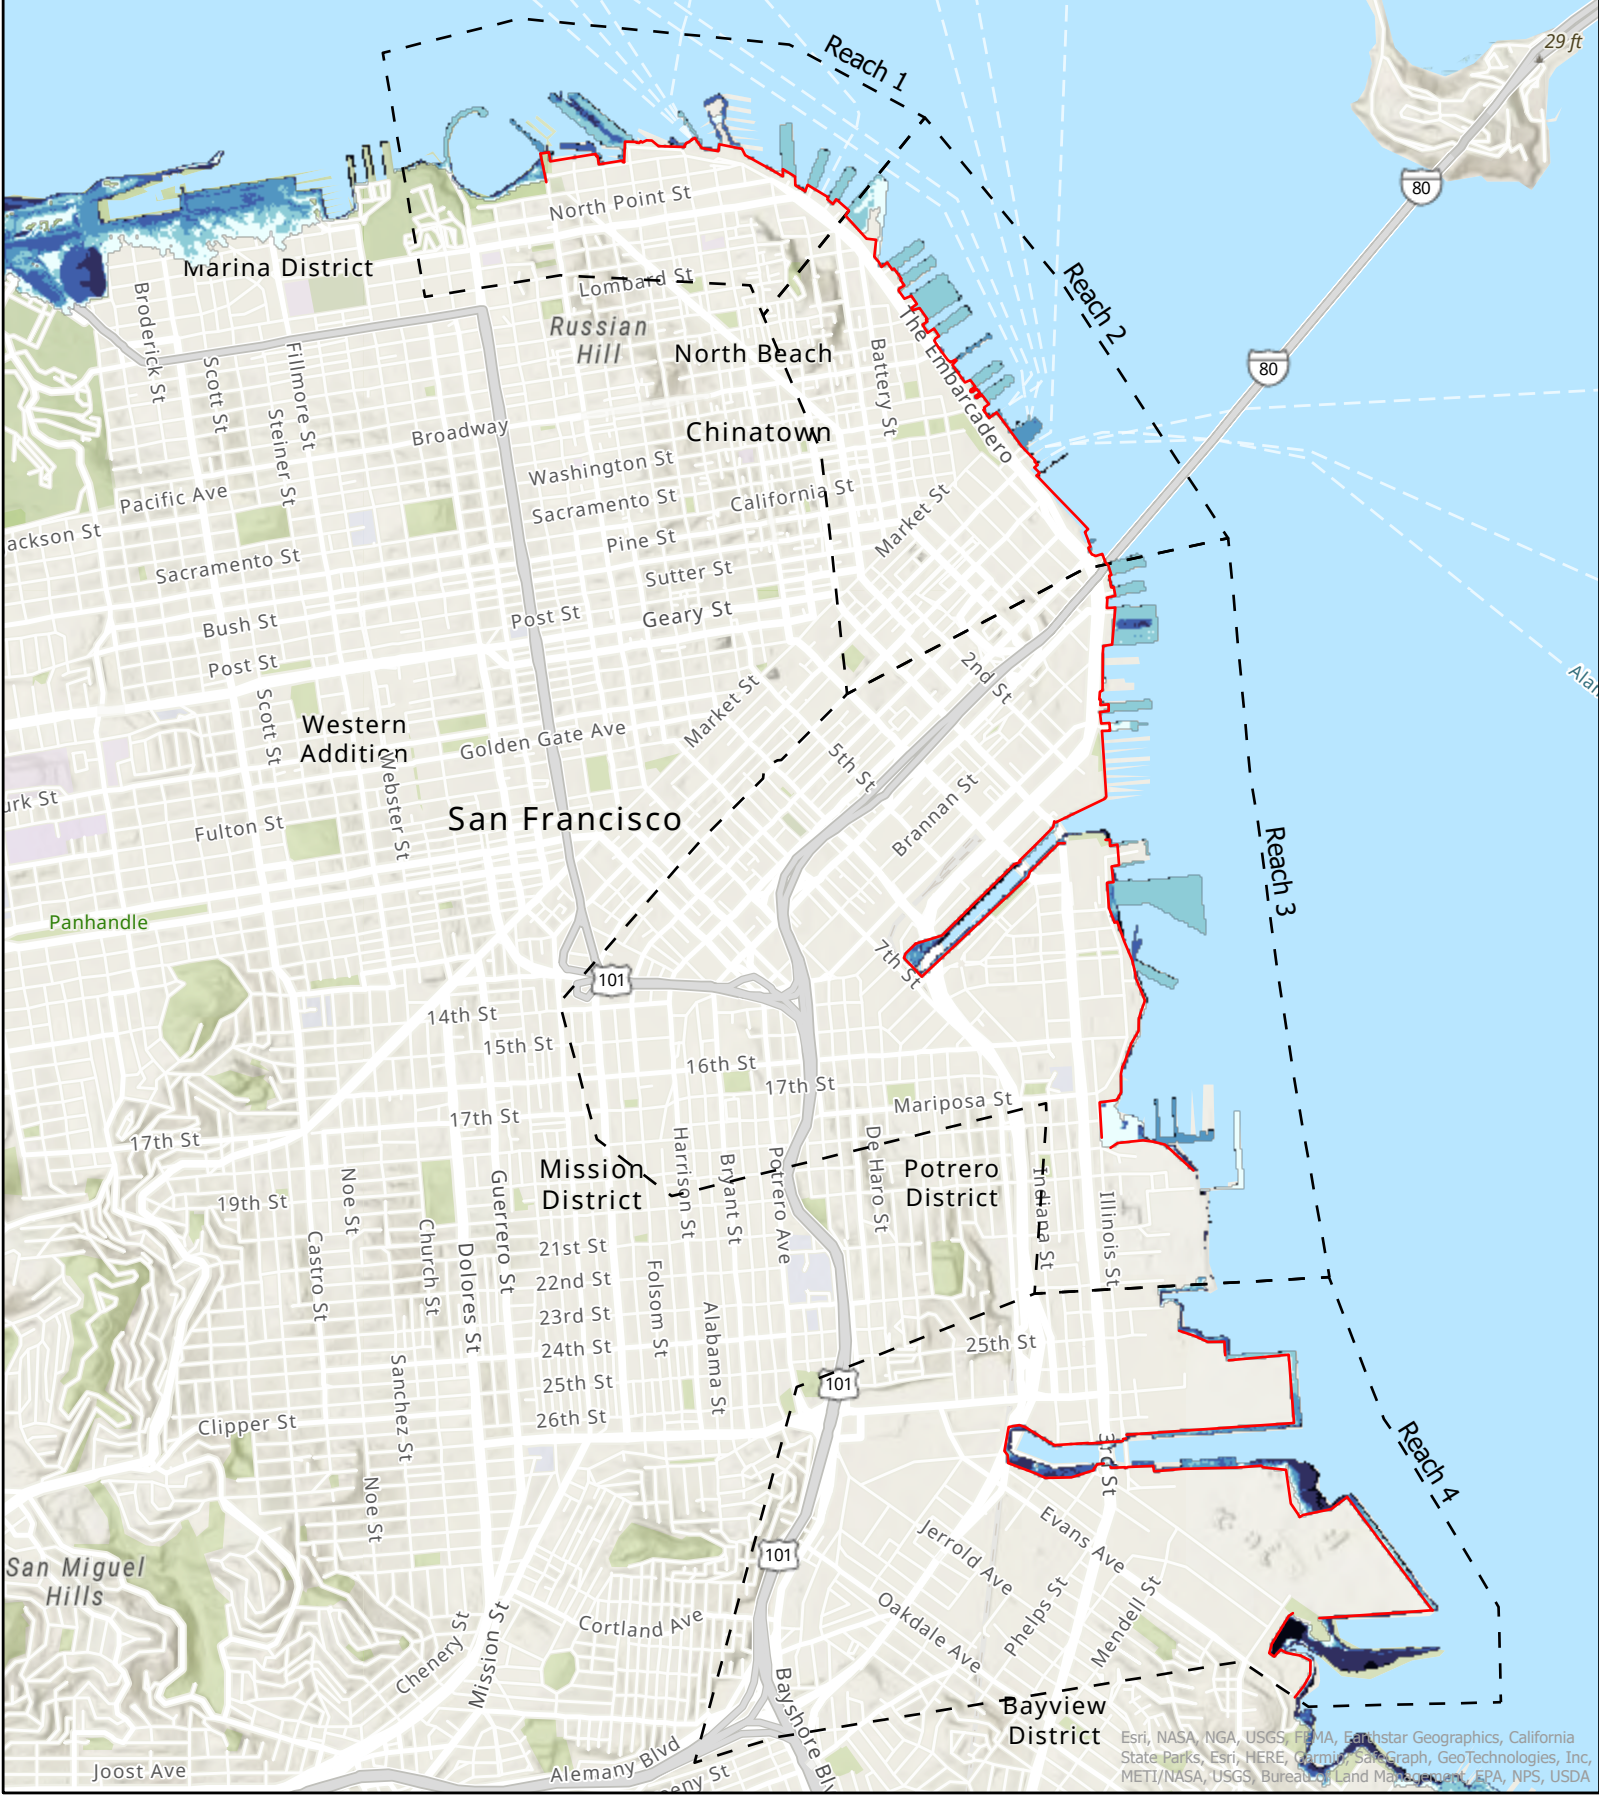 29 ft
Reach 1
80
North Point St
Marina District
Lombard St
Reach 2
Broderick St
Russian
Hill
North Beach
The Embarcadero
Battery St
Fillmore St
Scott St
80
Steiner St
Broadway
Chinatown
Washington St
Pacific Ave
Sacramento St
California St
Market St
ackson St
Pine St
Sacramento St
Sutter St
Post St
Geary St
Bush St
Post St
2nd St
Alam
Scott St
Market St
Western
Addition
Golden Gate Ave
5th St
Webster St
Brannan St
urk St
San Francisco
Fulton St
Reach 3
Panhandle
7th St
101
14th St
15th St
16th St
17th St
Mariposa St
17th St
17th St
Mission
District
Harrison St
Bryant St
Potrero Ave
De Haro St
Potrero
District
Indiana St
Illinois St
19th St
Noe St
Guerrero St
Church St
Castro St
Dolores St
21st St
22nd St
23rd St
24th St
25th St
26th St
Folsom St
Alabama St
25th St
101
Sanchez St
Clipper St
3rd St
Reach 4
Noe St
Evans Ave
Jerrold Ave
101
San Miguel
Hills
Phelps St
Mendell St
Oakdale Ave
Cortland Ave
Chenery St
Mission St
Bayshore Blv
Bayview
District
Alemany Blvd
Joost Ave
eny St
Esri, NASA, NGA, USGS, FEMA, Earthstar Geographics, California
State Parks, Esri, HERE, Garmin, SafeGraph, GeoTechnologies, Inc,
METI/NASA, USGS, Bureau of Land Management, EPA, NPS, USDA